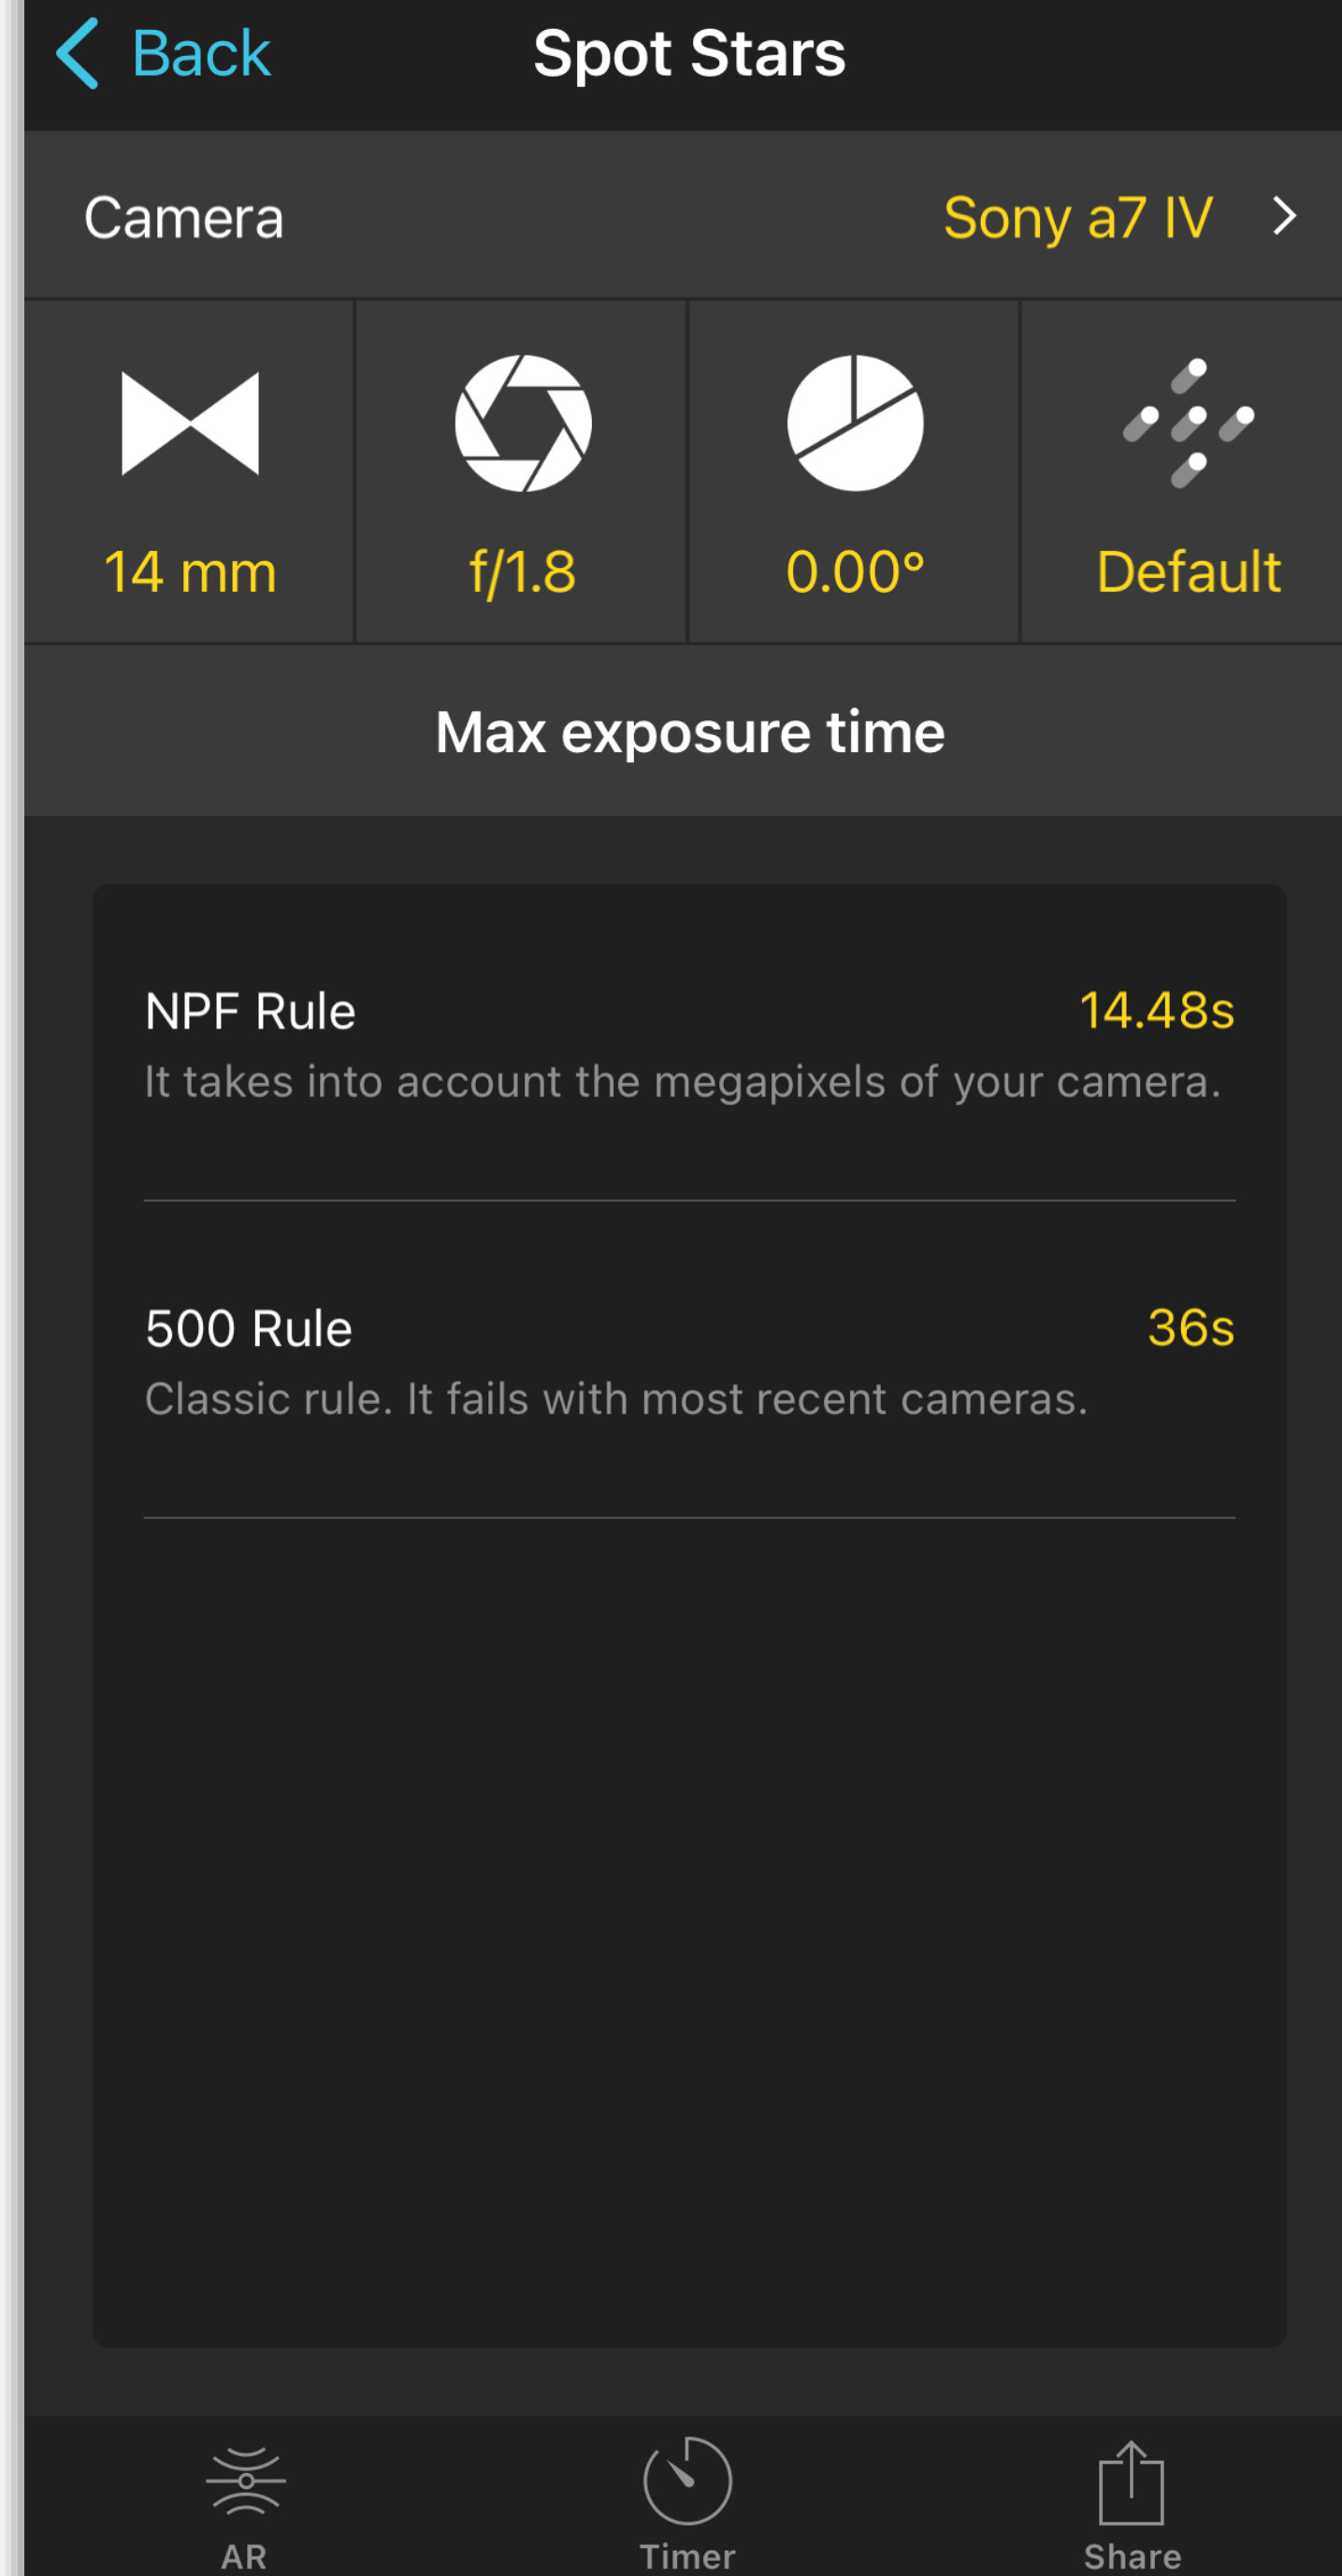 Back
Spot Stars
Camera
Sony a7 IV
14 mm
f/1.8
0.00°
Default
Max exposure time
NPF Rule
14.48s
It takes into account the megapixels of your camera.
500 Rule
36s
Classic rule. It fails with most recent cameras.
AR
Timer
Share